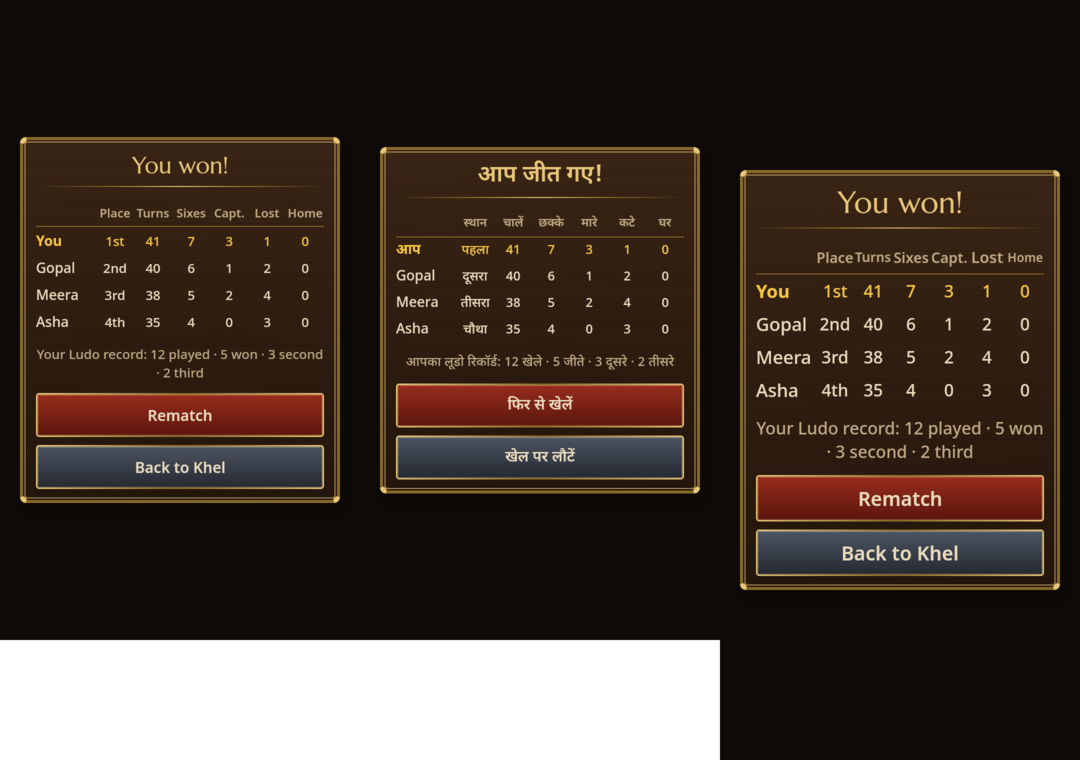 You won!
Place Turns Sixes Capt. Lost Home
You 1st 41 7 3 1 0
Gopal 2nd 40 6 1 2 0
Meera 3rd 38 5 2 4 0
Asha 4th 35 4 0 3 0
Your Ludo record: 12 played · 5 won · 3 second
· 2 third
Rematch
Back to Khel
आप जीत गए!
स्थान चालें छक्के मारे कटे घर
आप पहला 41 7 3 1 0
Gopal दूसरा 40 6 1 2 0
Meera तीसरा 38 5 2 4 0
Asha चौथा 35 4 0 3 0
आपका लूडो रिकॉर्ड: 12 खेले · 5 जीते · 3 दूसरे · 2 तीसरे
फिर से खेलें
खेल पर लौटें
You won!
Place Turns Sixes Capt. Lost Home
You 1st 41 7 3 1 0
Gopal 2nd 40 6 1 2 0
Meera 3rd 38 5 2 4 0
Asha 4th 35 4 0 3 0
Your Ludo record: 12 played · 5 won
· 3 second · 2 third
Rematch
Back to Khel